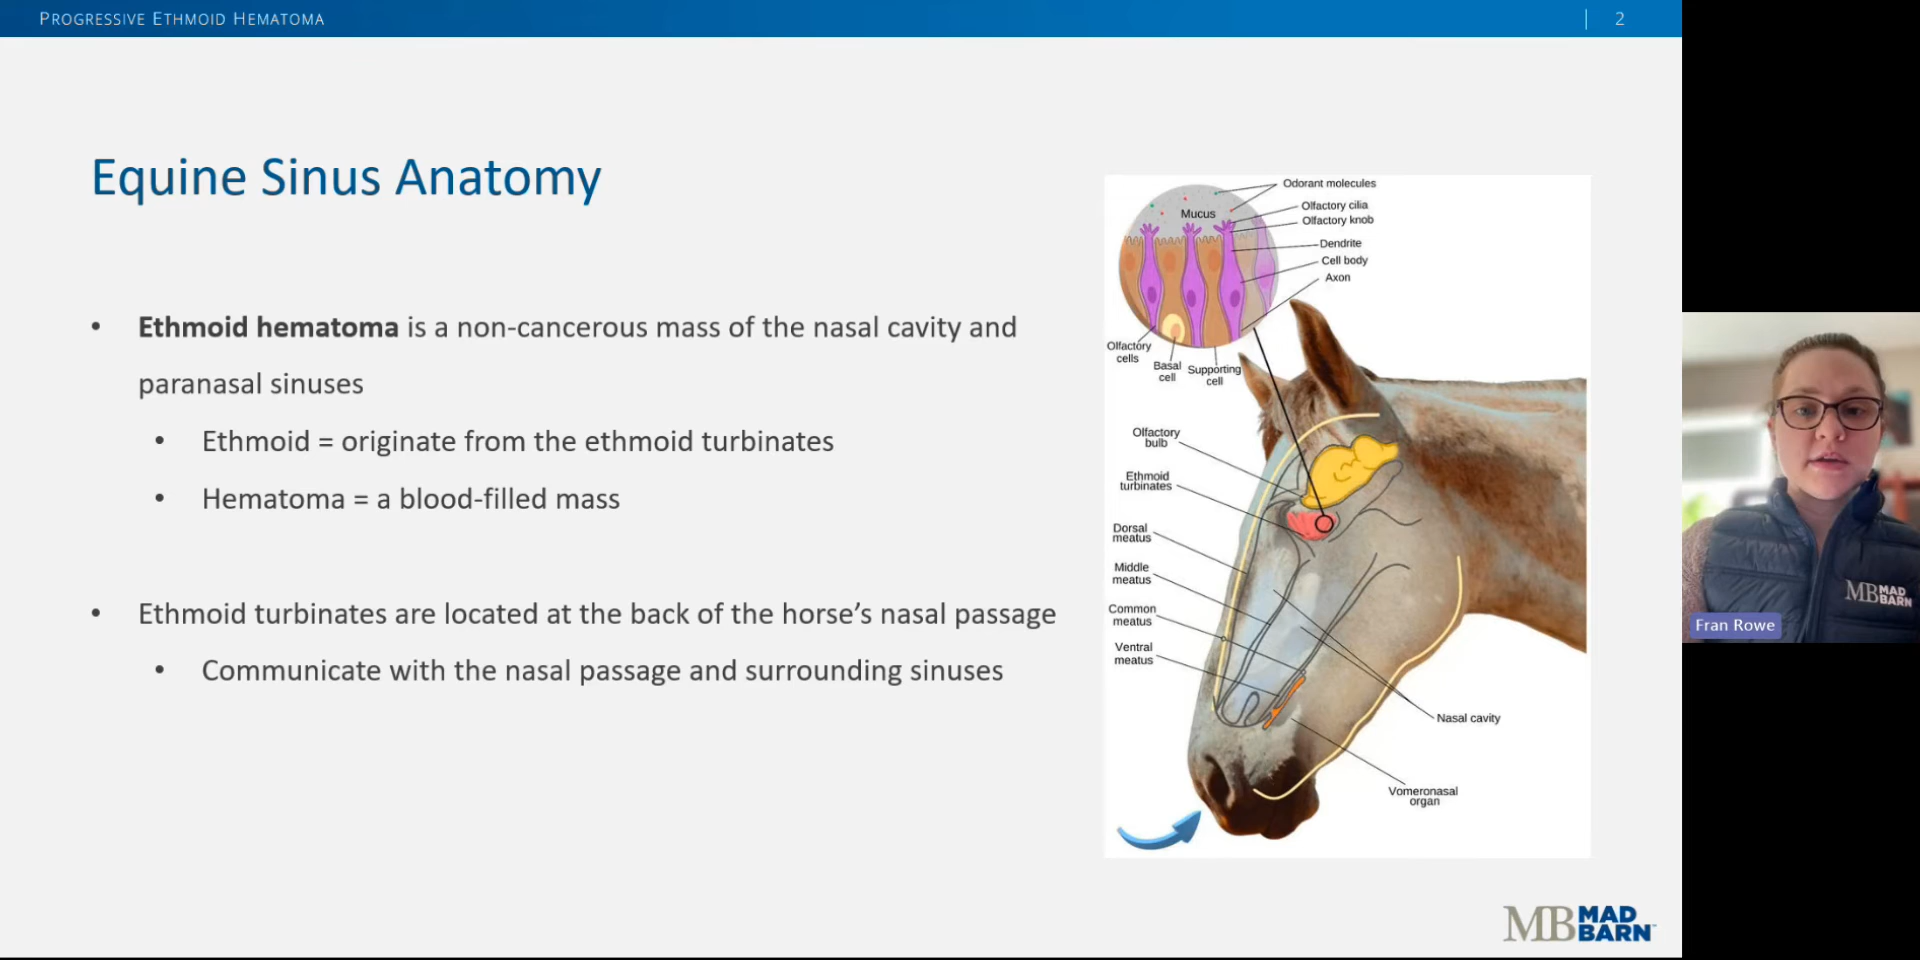 PROGRESSIVE ETHMOID HEMATOMA
2
Equine Sinus Anatomy
• Ethmoid hematoma is a non-cancerous mass of the nasal cavity and
paranasal sinuses
• Ethmoid = originate from the ethmoid turbinates
• Hematoma = a blood-filled mass
• Ethmoid turbinates are located at the back of the horse's nasal passage
• Communicate with the nasal passage and surrounding sinuses
Odorant molecules
Mucus
Olfactory cilia
Olfactory knob
Dendrite
Cell body
Axon
Olfactory
cells
Basal
cell
Supporting
cell
Olfactory
bulb
Ethmoid
turbinates
Dorsal
meatus
Middle
meatus
Common
meatus
Ventral
meatus
Nasal cavity
Vomeronasal
organ
MB MAD
BARN
MB MAD
BARN
Fran Rowe